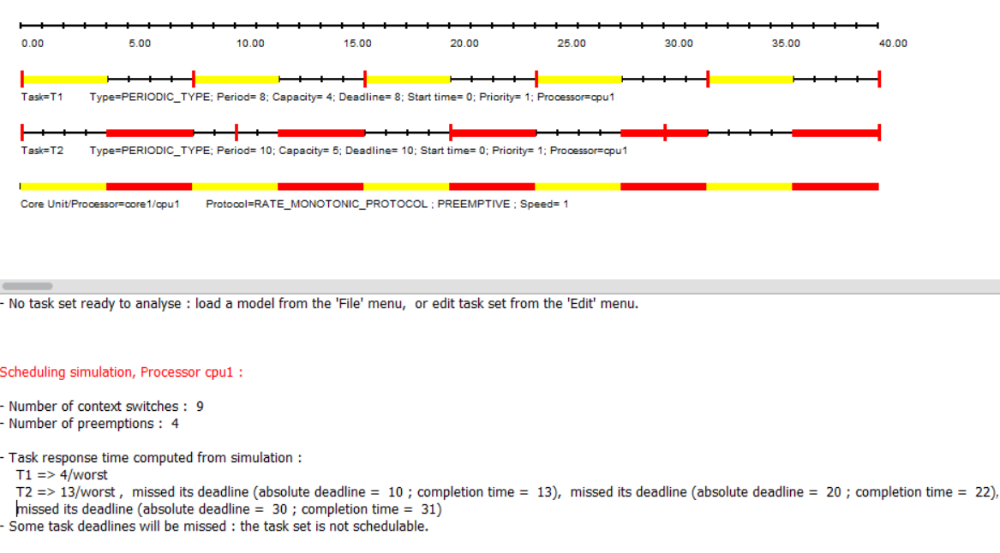 0.00 5.00 10.00 15.00 20.00 25.00 30.00 35.00 40.00
Task=T1 Type=PERIODIC_TYPE; Period= 8; Capacity= 4; Deadline= 8; Start time= 0; Priority= 1; Processor=cpu1
Task=T2 Type=PERIODIC_TYPE; Period= 10; Capacity= 5; Deadline= 10; Start time= 0; Priority= 1; Processor=cpu1
Core Unit/Processor=core1/cpu1 Protocol=RATE_MONOTONIC_PROTOCOL ; PREEMPTIVE ; Speed= 1
- No task set ready to analyse : load a model from the 'File' menu, or edit task set from the 'Edit' menu.
Scheduling simulation, Processor cpu1 :
- Number of context switches : 9
- Number of preemptions : 4
- Task response time computed from simulation :
T1 => 4/worst
T2 => 13/worst , missed its deadline (absolute deadline = 10 ; completion time = 13), missed its deadline (absolute deadline = 20 ; completion time = 22),
missed its deadline (absolute deadline = 30 ; completion time = 31)
- Some task deadlines will be missed : the task set is not schedulable.